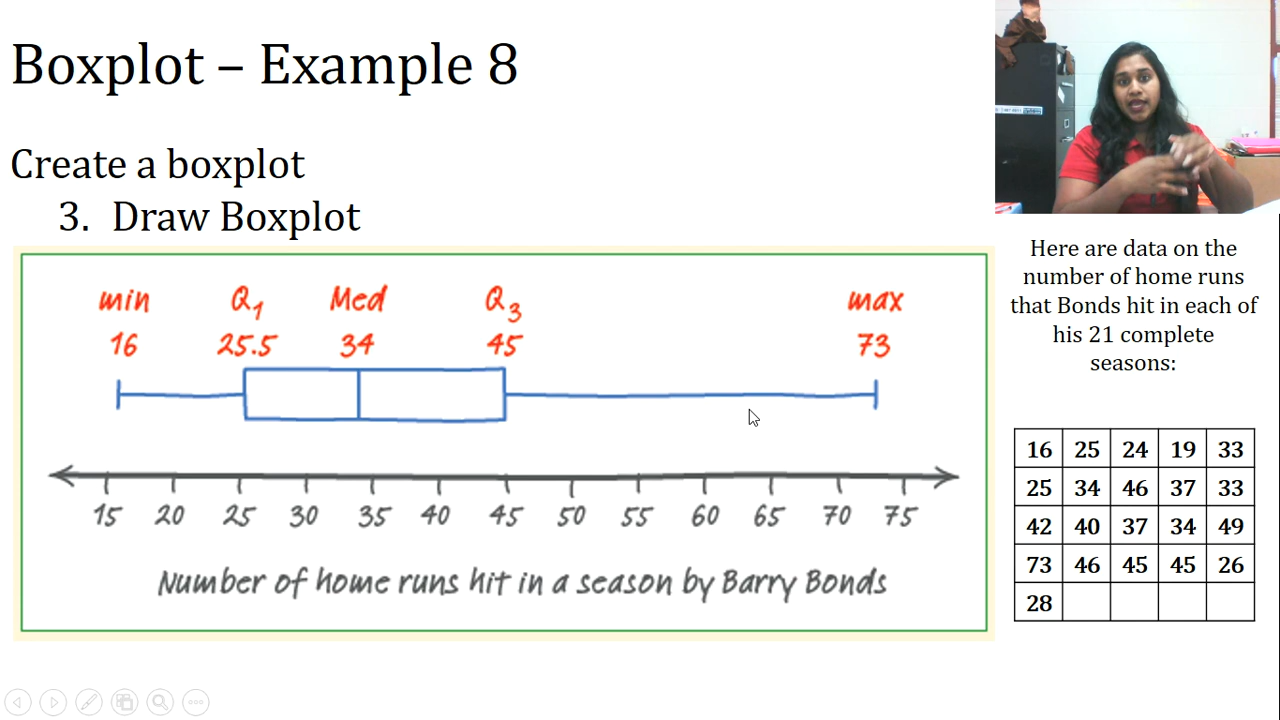 Boxplot – Example 8
Create a boxplot
3. Draw Boxplot
min Q1 Med Q3 max
16 25.5 34 45 73
15 20 25 30 35 40 45 50 55 60 65 70 75
Number of home runs hit in a season by Barry Bonds
Here are data on the
number of home runs
that Bonds hit in each of
his 21 complete
seasons:
16 25 24 19 33
25 34 46 37 33
42 40 37 34 49
73 46 45 45 26
28